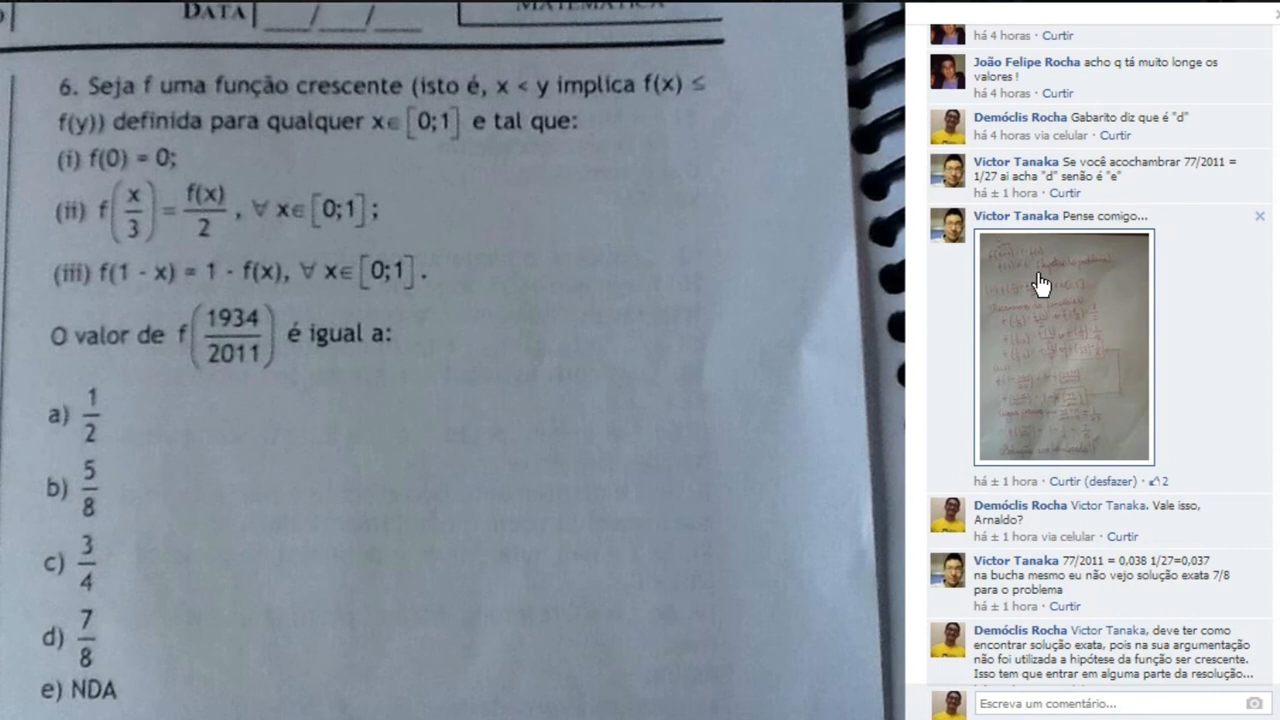 DATA ___/___/___
MATEMÁTICA
6. Seja f uma função crescente (isto é, x < y implica f(x) ≤
f(y)) definida para qualquer x∈[0;1] e tal que:
(i) f(0) = 0;
(ii) f(x/3) = f(x)/2, ∀ x∈[0;1];
(iii) f(1 - x) = 1 - f(x), ∀ x∈[0;1].
O valor de f(1934/2011) é igual a:
a) 1/2
b) 5/8
c) 3/4
d) 7/8
e) NDA
há 4 horas · Curtir
João Felipe Rocha acho q tá muito longe os
valores !
há 4 horas · Curtir
Demóclis Rocha Gabarito diz que é "d"
há 4 horas via celular · Curtir
Victor Tanaka Se você acochambrar 77/2011 =
1/27 ai acha "d" senão é "e"
há ± 1 hora · Curtir
Victor Tanaka Pense comigo...
há ± 1 hora · Curtir (desfazer) · 2
Demóclis Rocha Victor Tanaka. Vale isso,
Arnaldo?
há ± 1 hora via celular · Curtir
Victor Tanaka 77/2011 = 0,038 1/27=0,037
na bucha mesmo eu não vejo solução exata 7/8
para o problema
há ± 1 hora · Curtir
Demóclis Rocha Victor Tanaka, deve ter como
encontrar solução exata, pois na sua argumentação
não foi utilizada a hipótese da função ser crescente.
Isso tem que entrar em alguma parte da resolução...
Escreva um comentário...